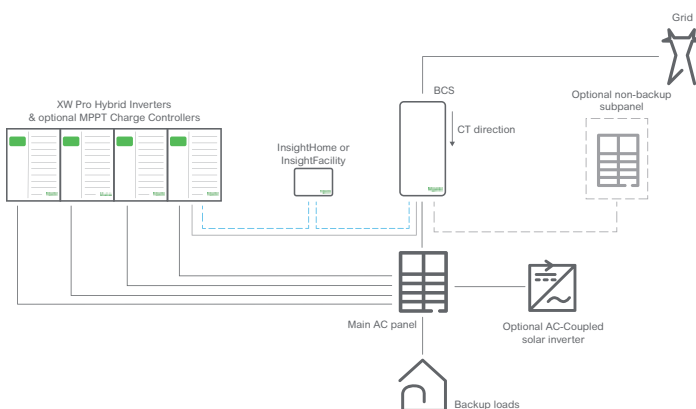 Grid
BCS
Optional non-backup
subpanel
XW Pro Hybrid Inverters
& optional MPPT Charge Controllers
CT direction
InsightHome or
InsightFacility
Main AC panel
Optional AC-Coupled
solar inverter
Backup loads